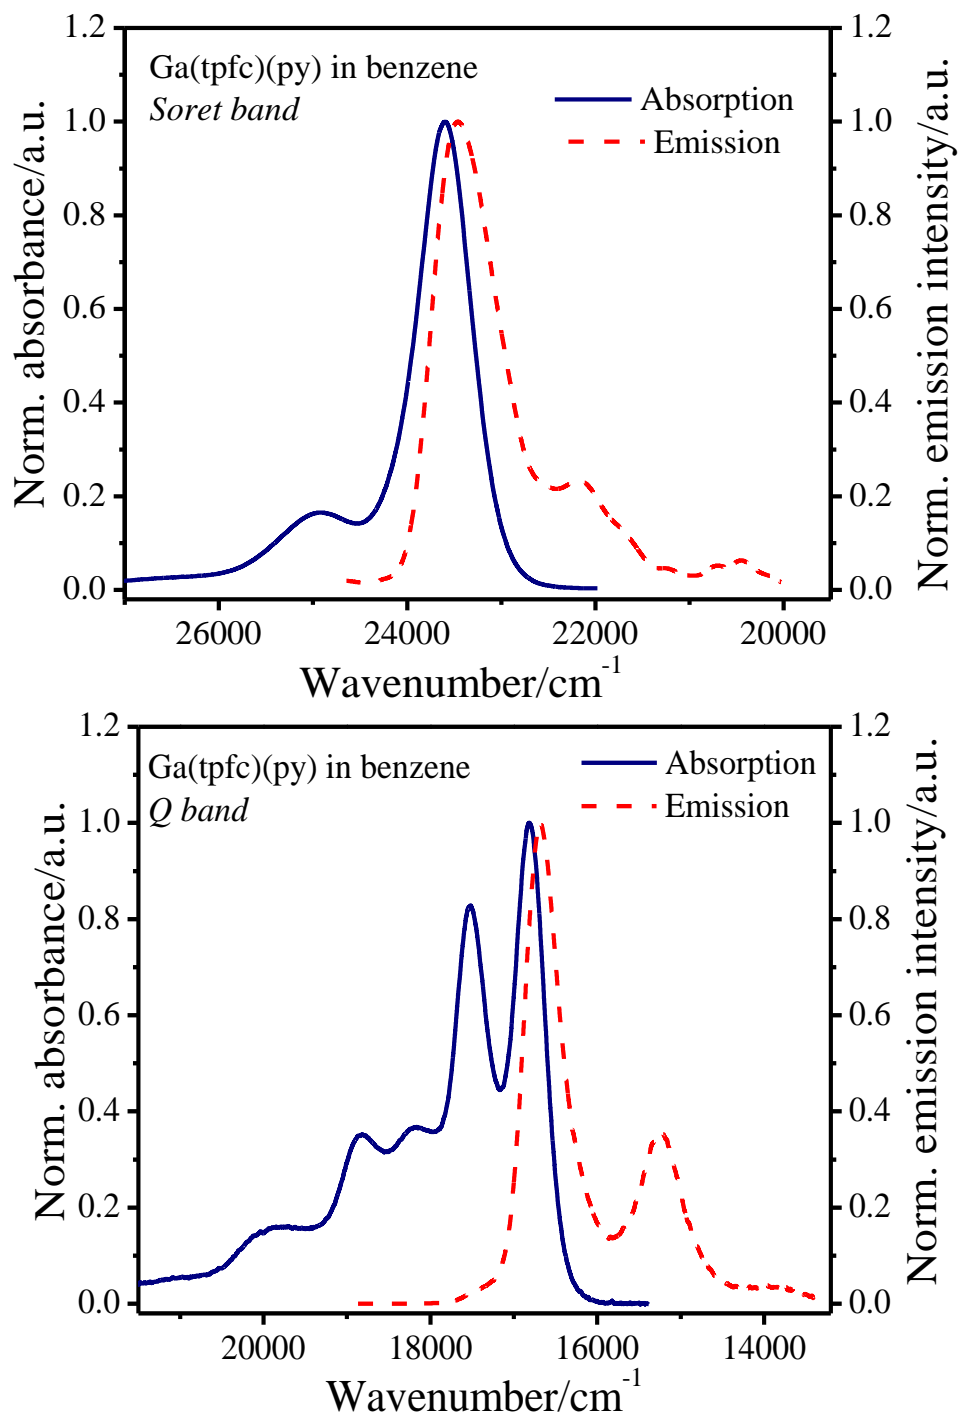 Ga(tpfc)(py) in benzene
Soret band
Absorption
Emission
Norm. absorbance/a.u.
1.2
1.0
0.8
0.6
0.4
0.2
0.0
1.2
1.0
0.8
0.6
0.4
0.2
0.0
Norm. emission intensity/a.u.
26000 24000 22000 20000
Wavenumber/cm⁻¹
Ga(tpfc)(py) in benzene
Q band
Absorption
Emission
Norm. absorbance/a.u.
1.2
1.0
0.8
0.6
0.4
0.2
0.0
1.2
1.0
0.8
0.6
0.4
0.2
0.0
Norm. emission intensity/a.u.
20000 18000 16000 14000
Wavenumber/cm⁻¹